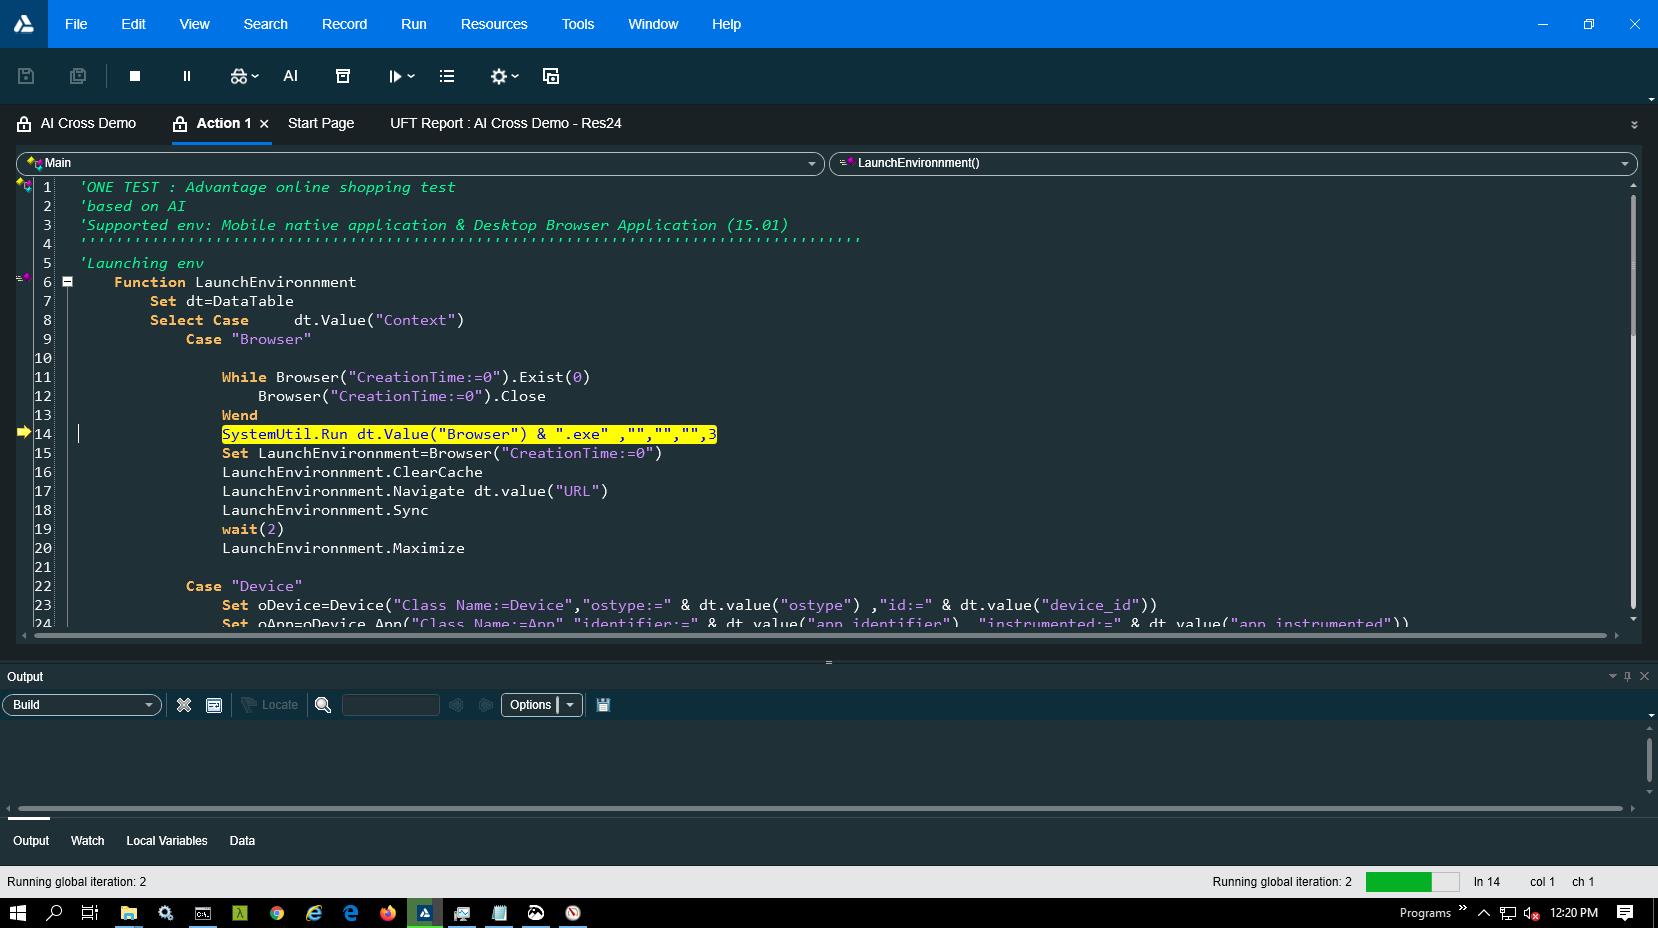 File Edit View Search Record Run Resources Tools Window Help
AI
AI Cross Demo Action 1 Start Page UFT Report : AI Cross Demo - Res24
Main LaunchEnvironnment()
1 'ONE TEST : Advantage online shopping test
2 'based on AI
3 'Supported env: Mobile native application & Desktop Browser Application (15.01)
4 '''''''''''''''''''''''''''''''''''''''''''''''''''''''''''''''''''''''''''''''''''''''
5 'Launching env
6 Function LaunchEnvironnment
7 Set dt=DataTable
8 Select Case dt.Value("Context")
9 Case "Browser"
10
11 While Browser("CreationTime:=0").Exist(0)
12 Browser("CreationTime:=0").Close
13 Wend
14 SystemUtil.Run dt.Value("Browser") & ".exe" ,"","","",3
15 Set LaunchEnvironnment=Browser("CreationTime:=0")
16 LaunchEnvironnment.ClearCache
17 LaunchEnvironnment.Navigate dt.value("URL")
18 LaunchEnvironnment.Sync
19 wait(2)
20 LaunchEnvironnment.Maximize
21
22 Case "Device"
23 Set oDevice=Device("Class Name:=Device","ostype:=" & dt.value("ostype") ,"id:=" & dt.value("device_id"))
24 Set oApp=oDevice.App("Class Name:=App","identifier:=" & dt.value("app_identifier") ,"instrumented:=" & dt.value("app_instrumented"))
Output
Build Locate Options
Output Watch Local Variables Data
Running global iteration: 2 Running global iteration: 2 ln 14 col 1 ch 1
Programs 12:20 PM